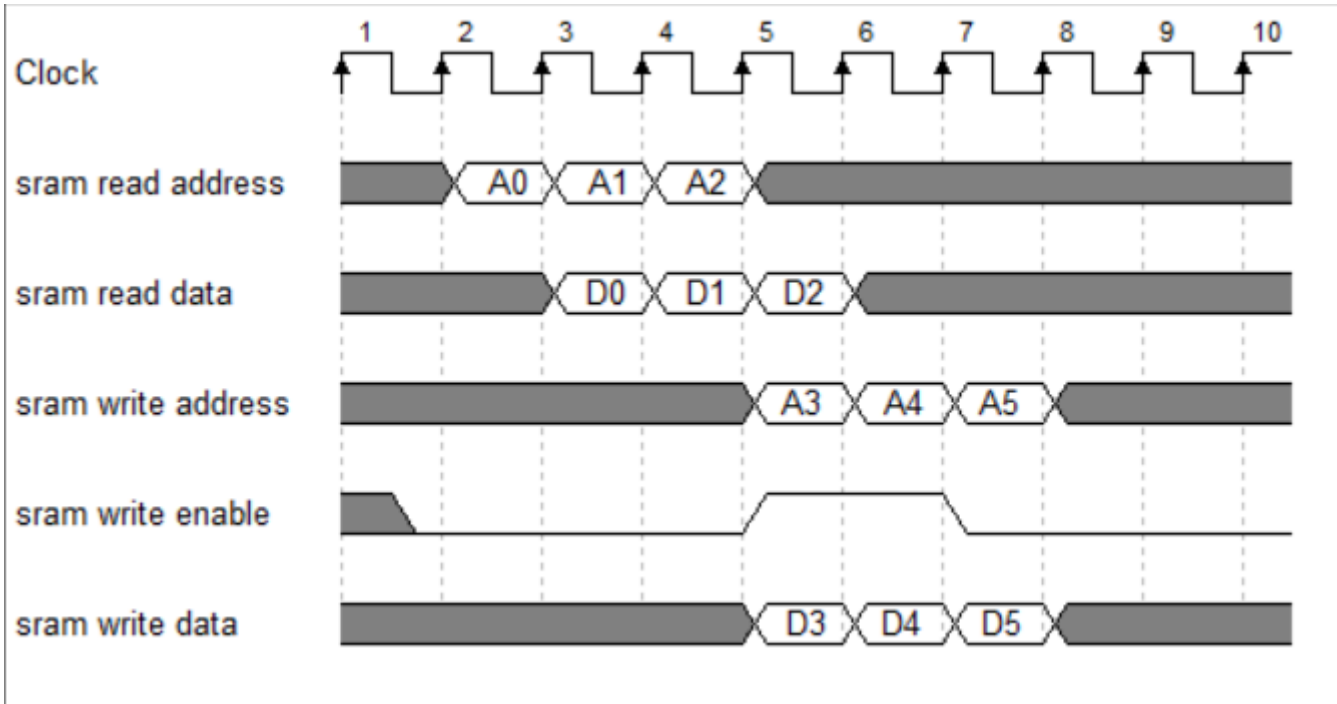 1 2 3 4 5 6 7 8 9 10
Clock
sram read address A0 A1 A2
sram read data D0 D1 D2
sram write address A3 A4 A5
sram write enable
sram write data D3 D4 D5